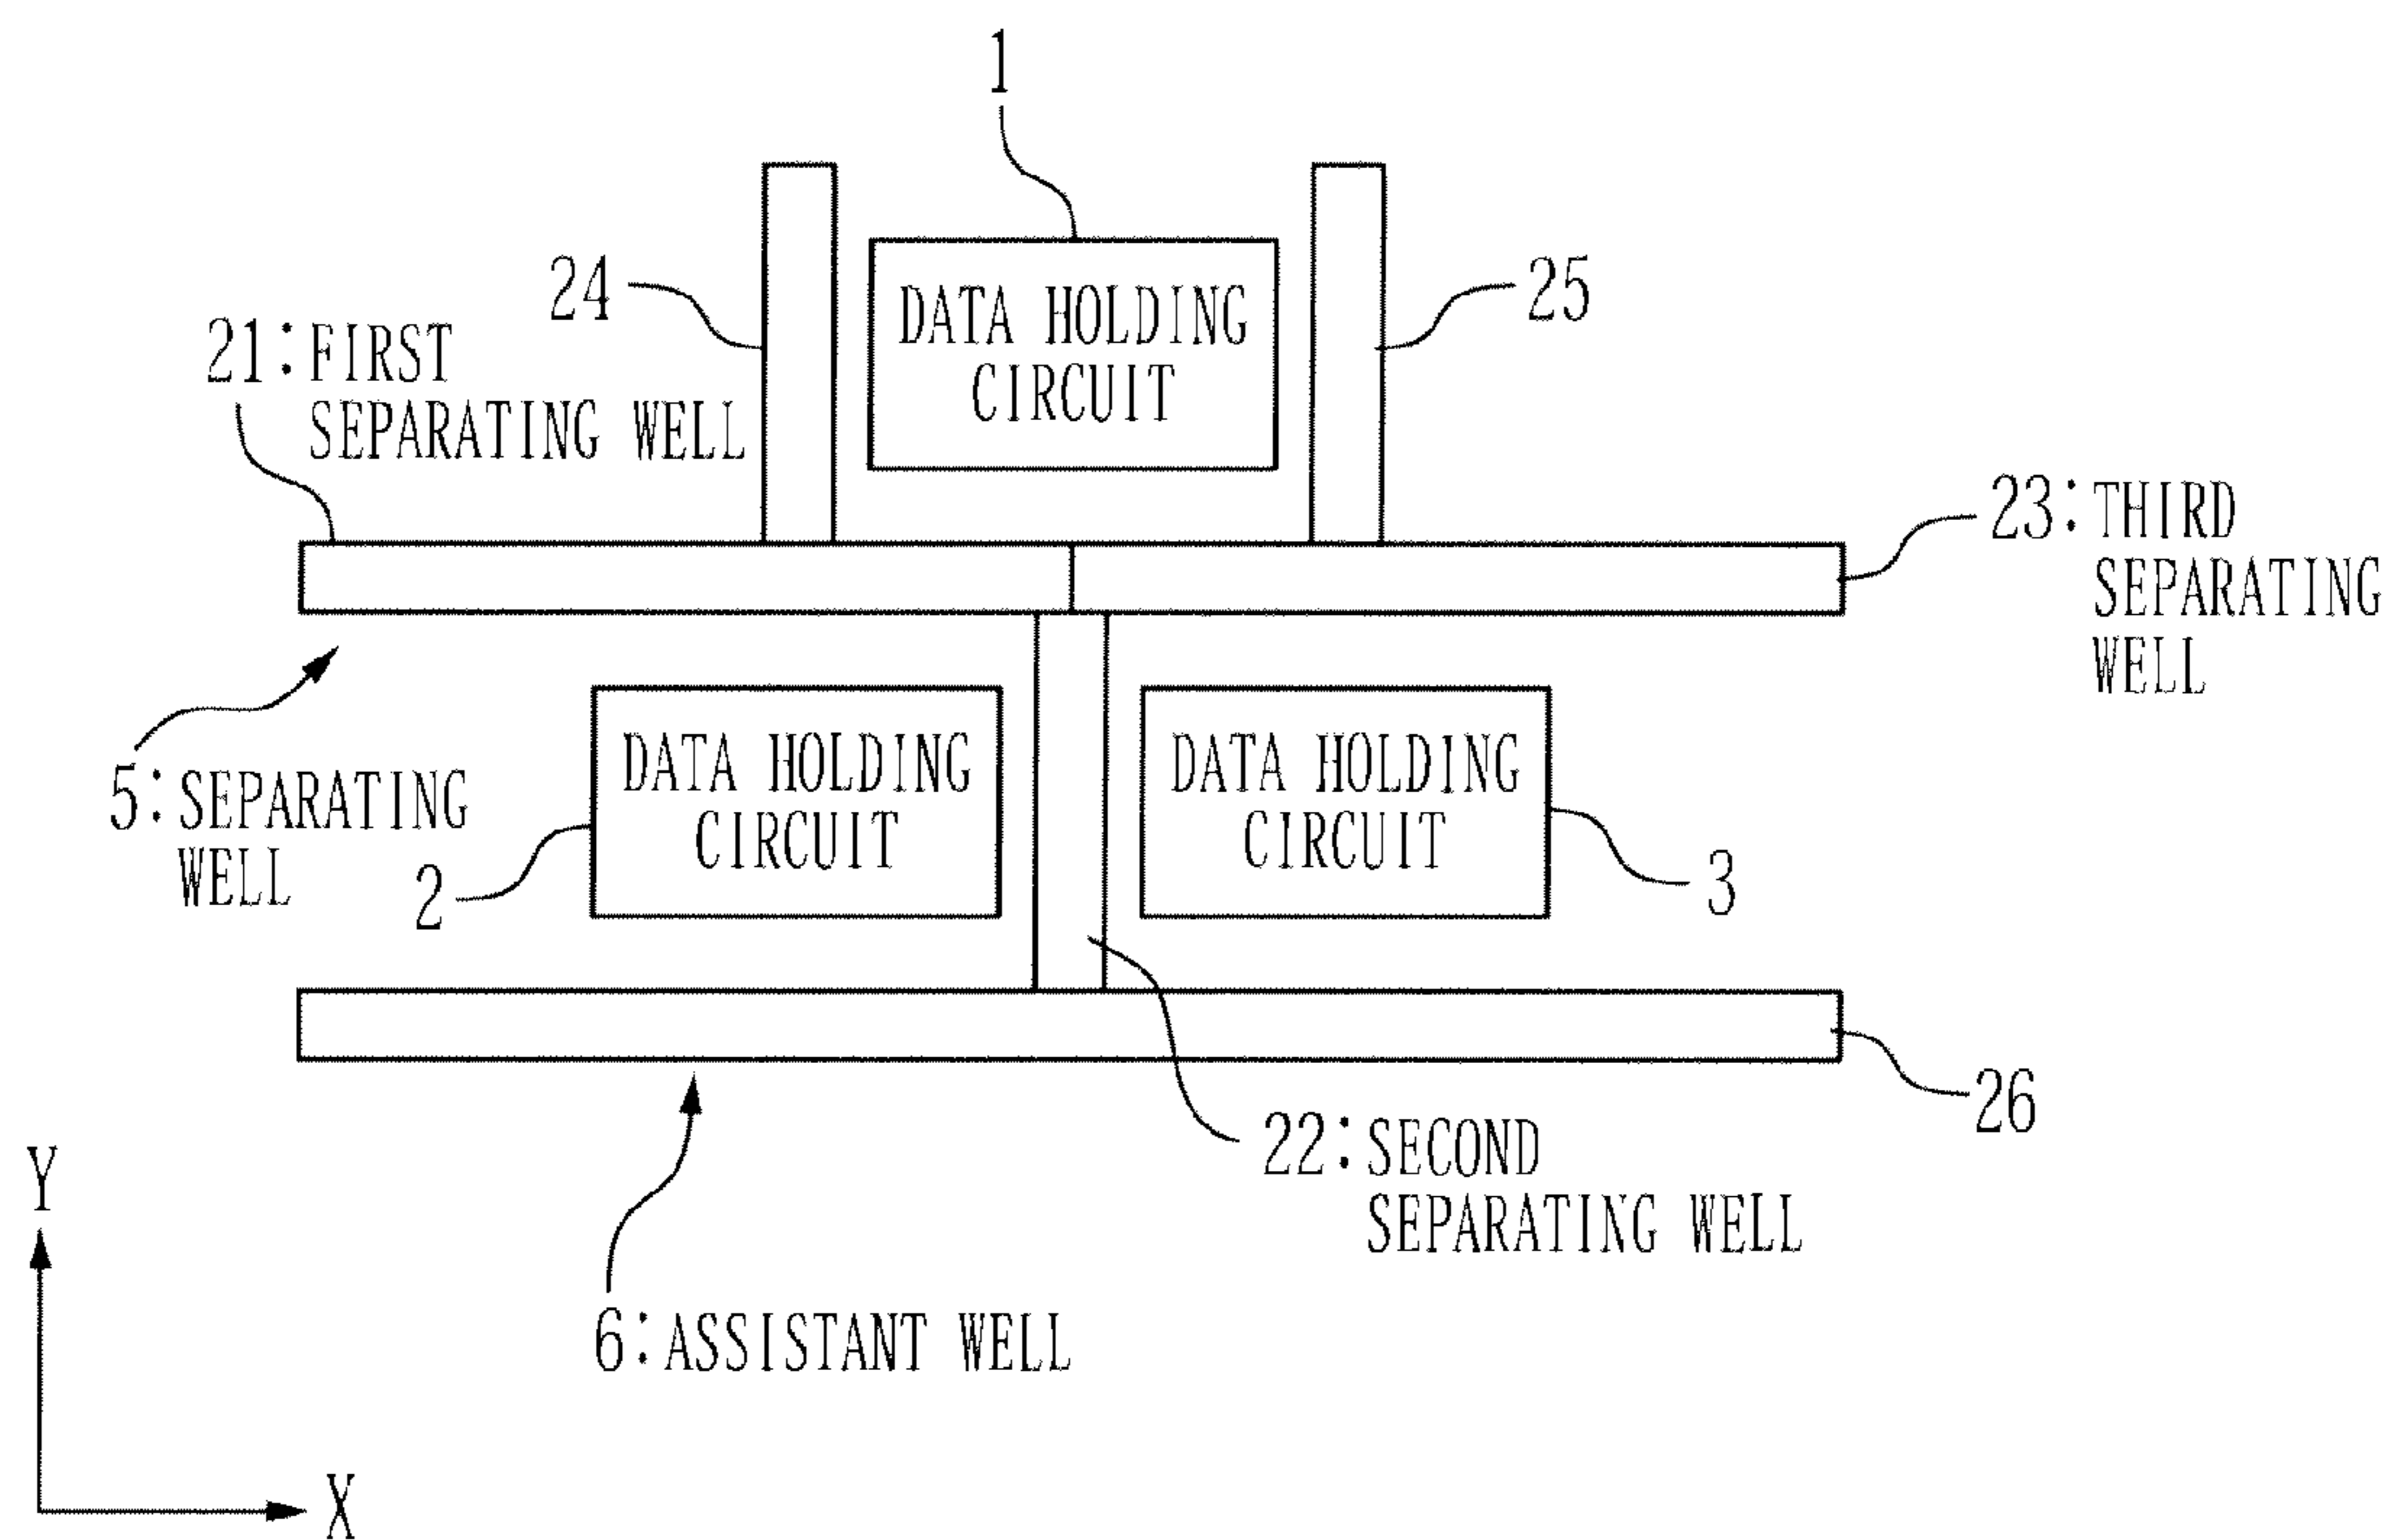 1
24
DATA HOLDING
CIRCUIT
25
21:FIRST
SEPARATING WELL
23:THIRD
SEPARATING
WELL
5:SEPARATING
WELL
DATA HOLDING
CIRCUIT
2
DATA HOLDING
CIRCUIT
3
26
22:SECOND
SEPARATING WELL
6:ASSISTANT WELL
Y
X